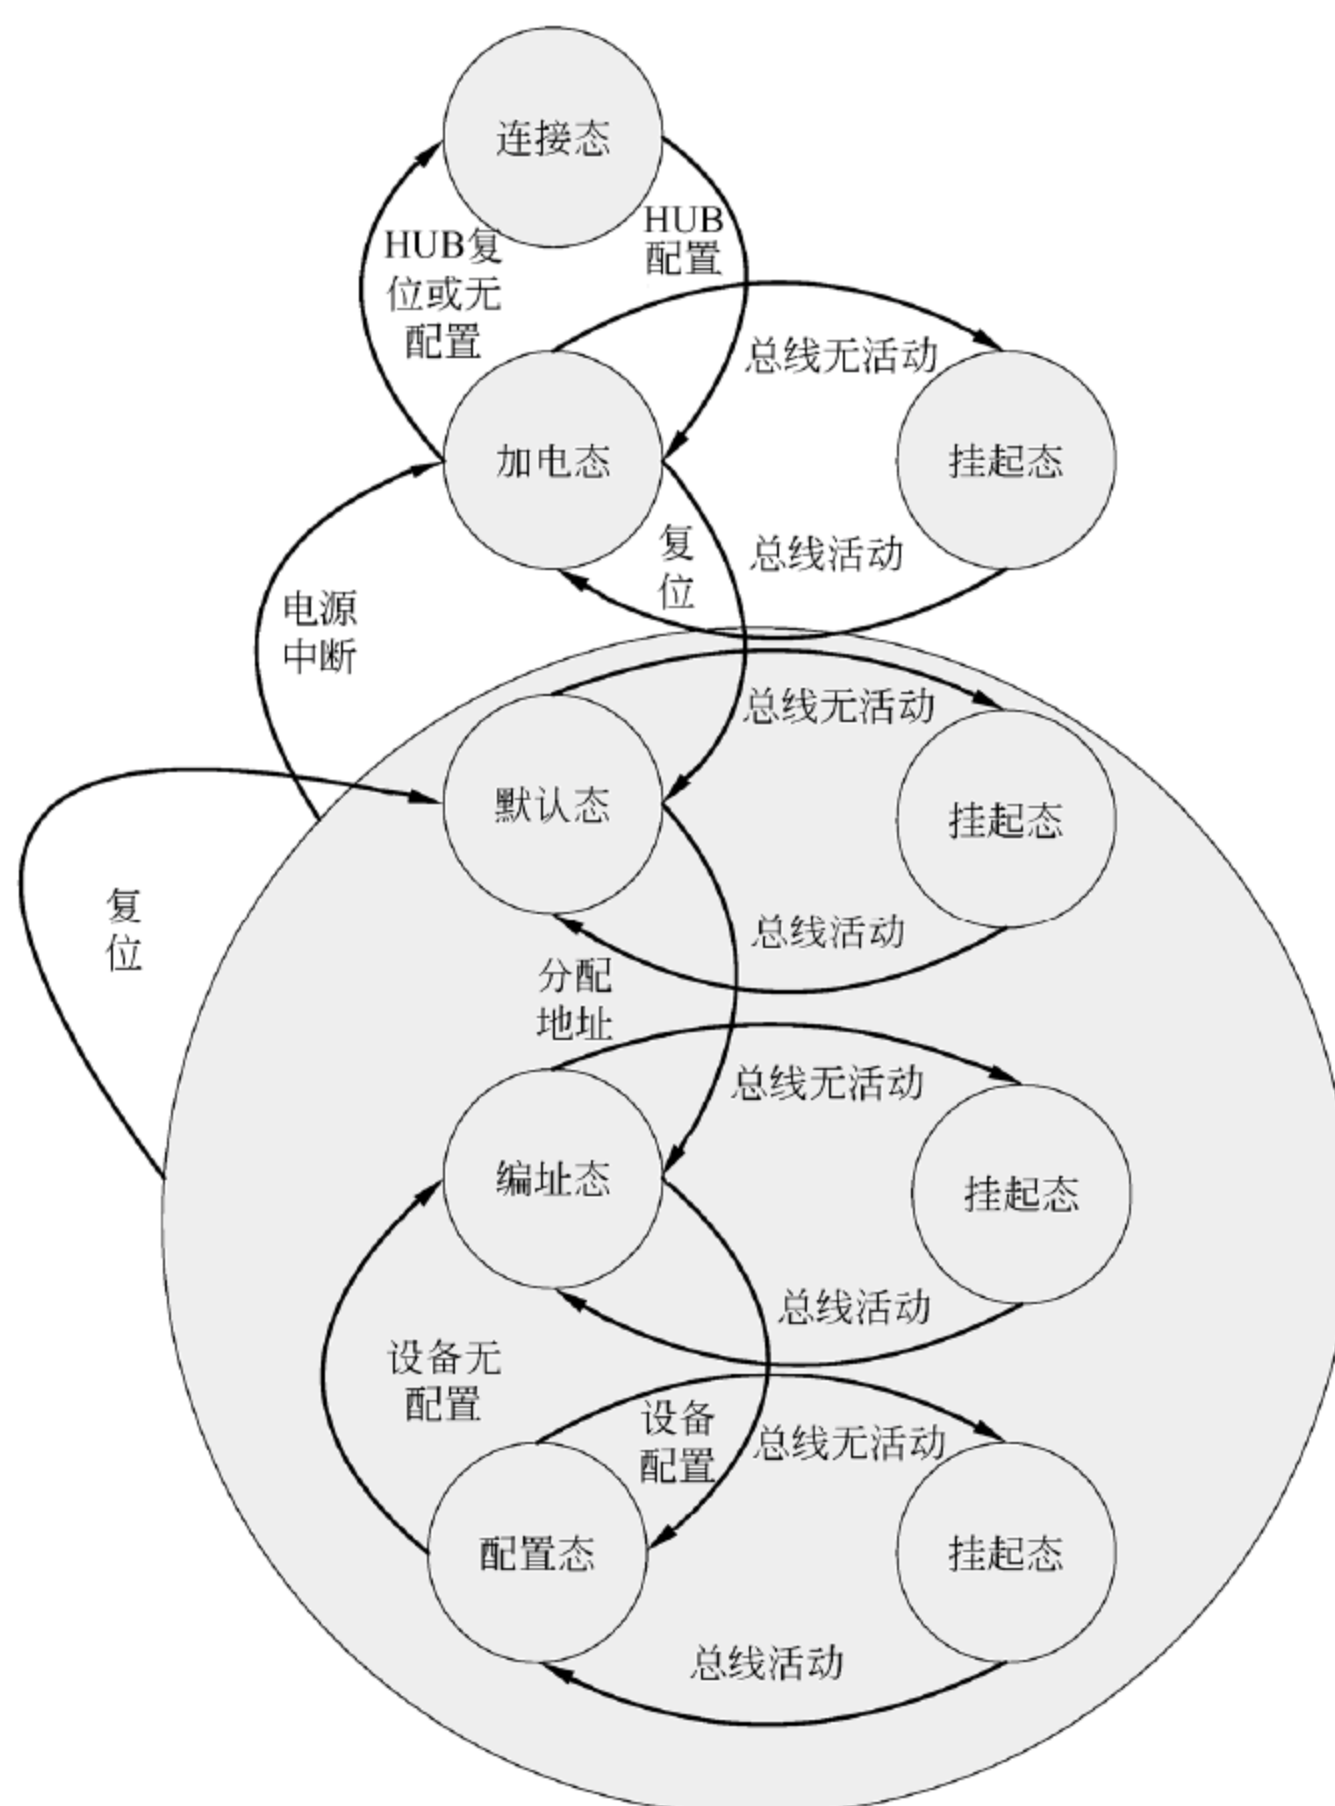 连接态
HUB复
位或无
配置
HUB
配置
总线无活动
加电态
挂起态
复
位
总线活动
电源
中断
总线无活动
默认态
挂起态
复
位
总线活动
分配
地址
总线无活动
编址态
挂起态
总线活动
设备无
配置
设备
配置
总线无活动
配置态
挂起态
总线活动